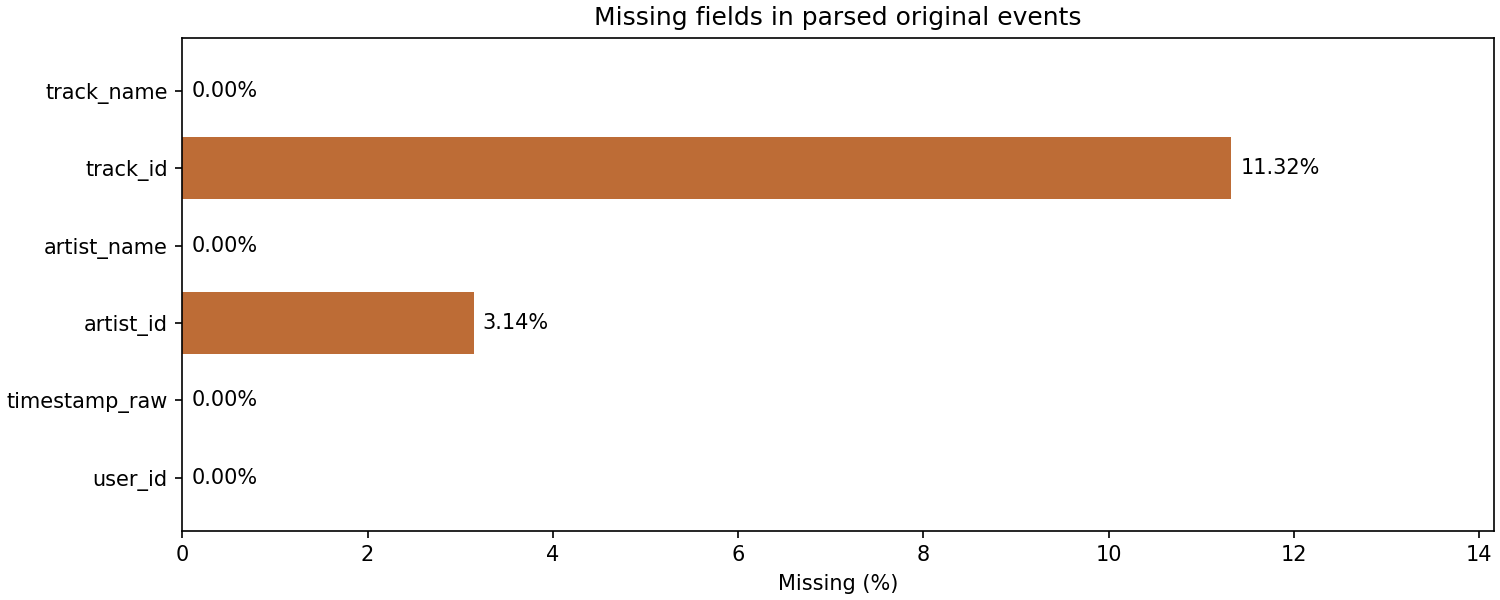 Missing fields in parsed original events
track_name 0.00%
track_id 11.32%
artist_name 0.00%
artist_id 3.14%
timestamp_raw 0.00%
user_id 0.00%
0 2 4 6 8 10 12 14
Missing (%)